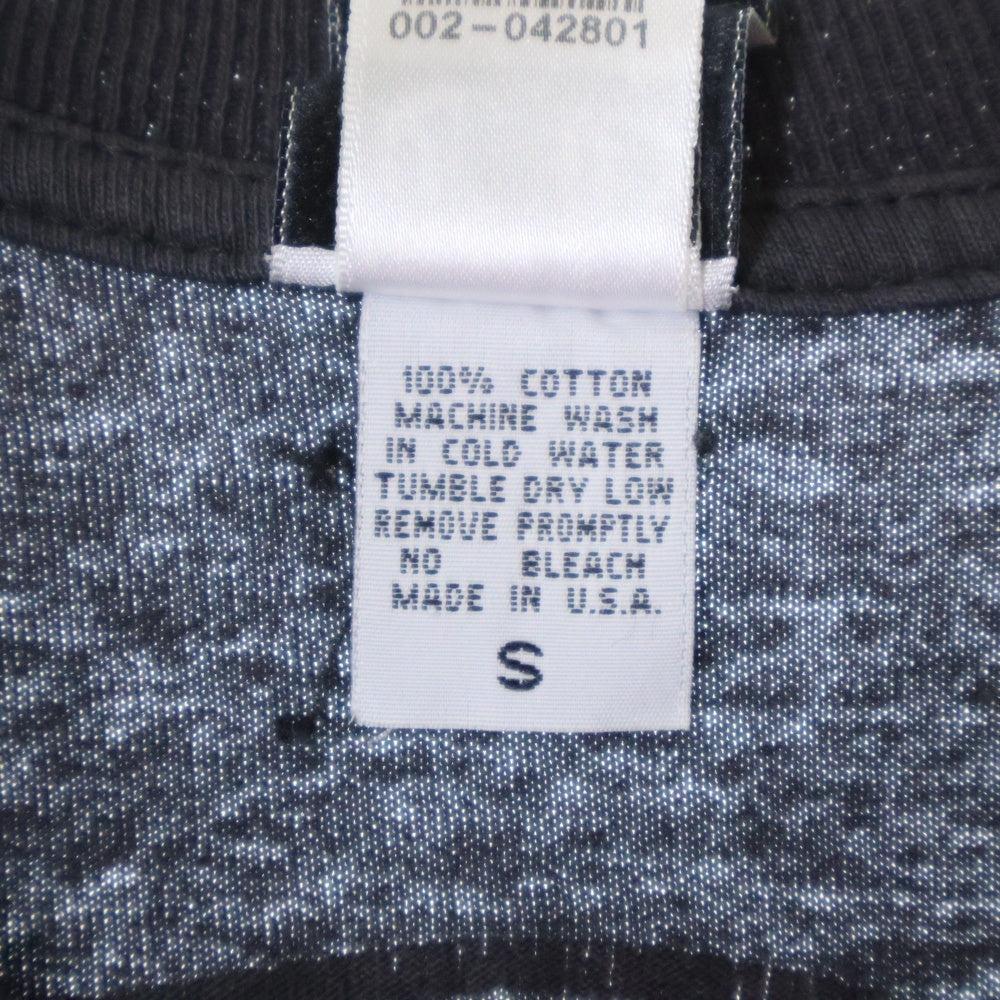 002-042801
100% COTTON
MACHINE WASH
IN COLD WATER
TUMBLE DRY LOW
REMOVE PROMPTLY
NO BLEACH
MADE IN U.S.A.
S